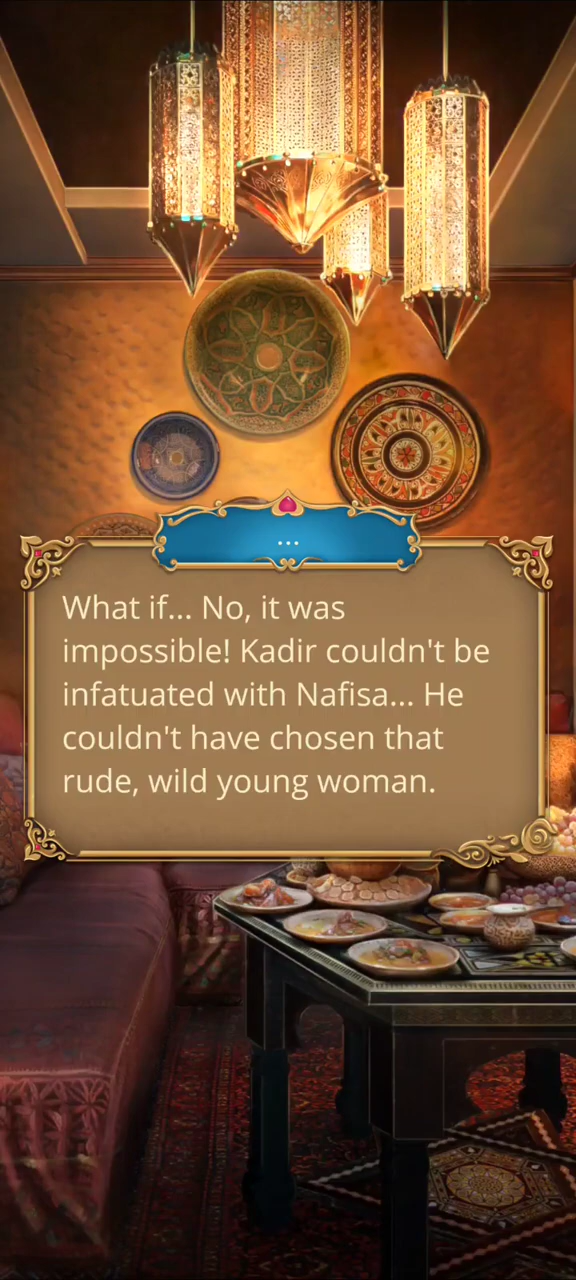 ...
What if... No, it was
impossible! Kadir couldn't be
infatuated with Nafisa... He
couldn't have chosen that
rude, wild young woman.